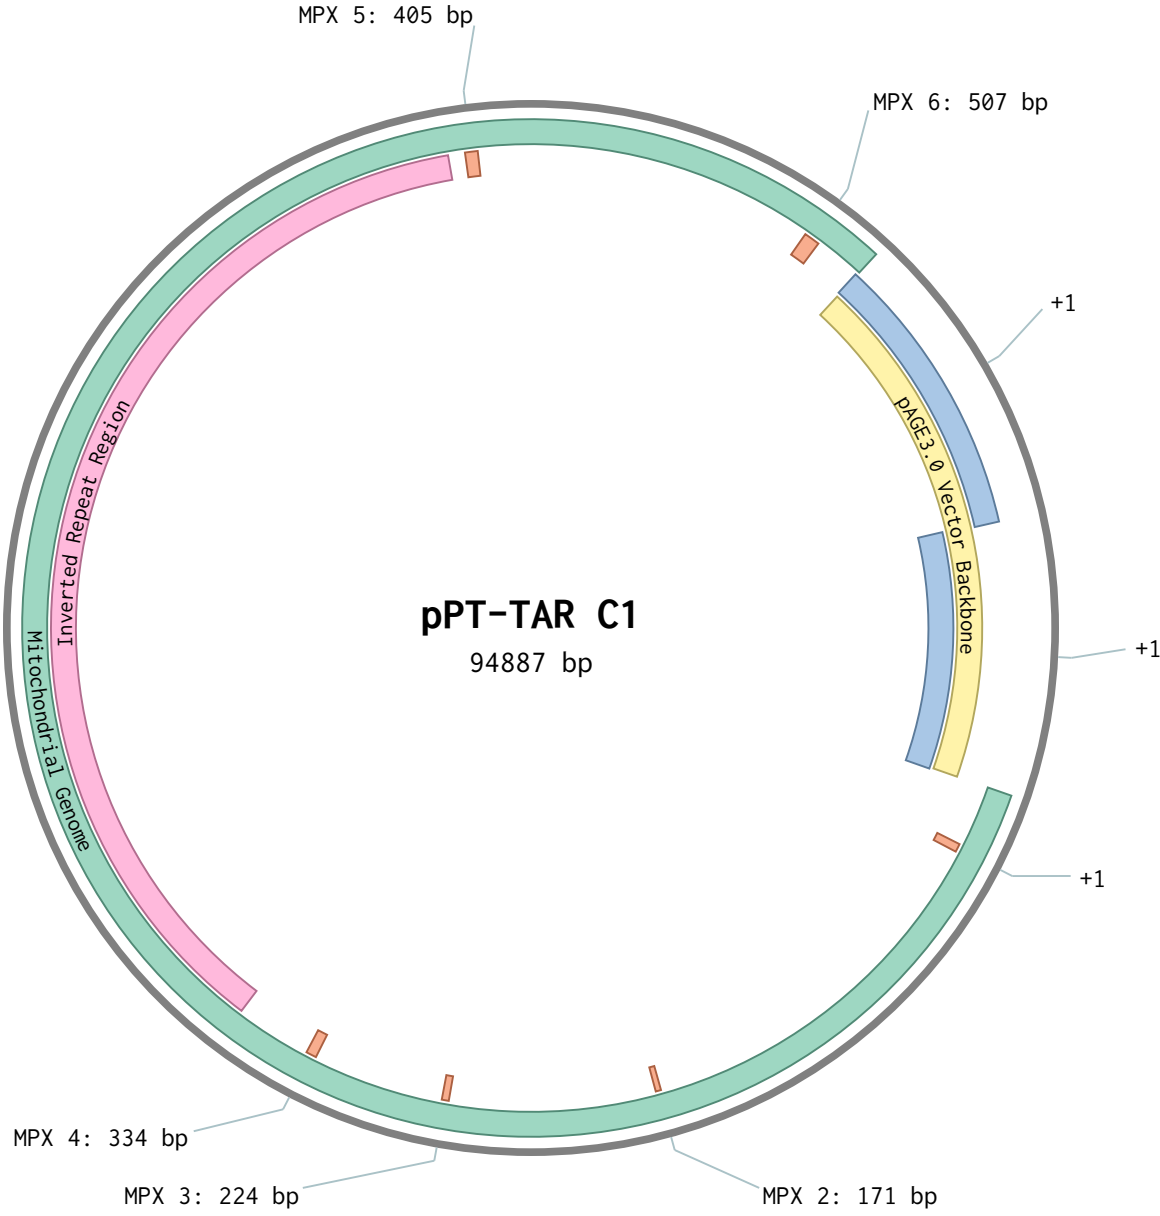 MPX 5: 405 bp
MPX 6: 507 bp
+1
pAGE3.0 Vector Backbone
Inverted Repeat Region
pPT-TAR C1
94887 bp
+1
Mitochondrial Genome
+1
MPX 4: 334 bp
MPX 3: 224 bp
MPX 2: 171 bp